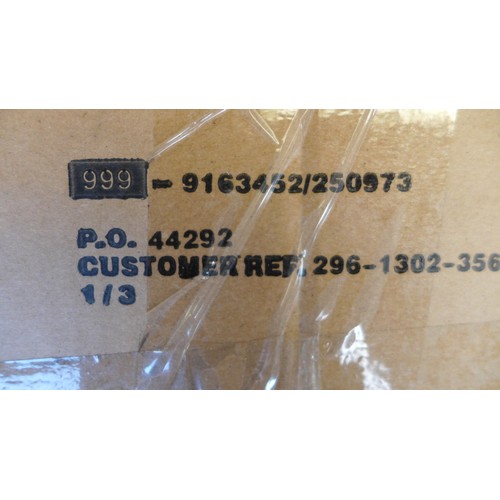 999 - 9163452/250973
P.O. 44292
CUSTOMER REF. 296-1302-356
1/3